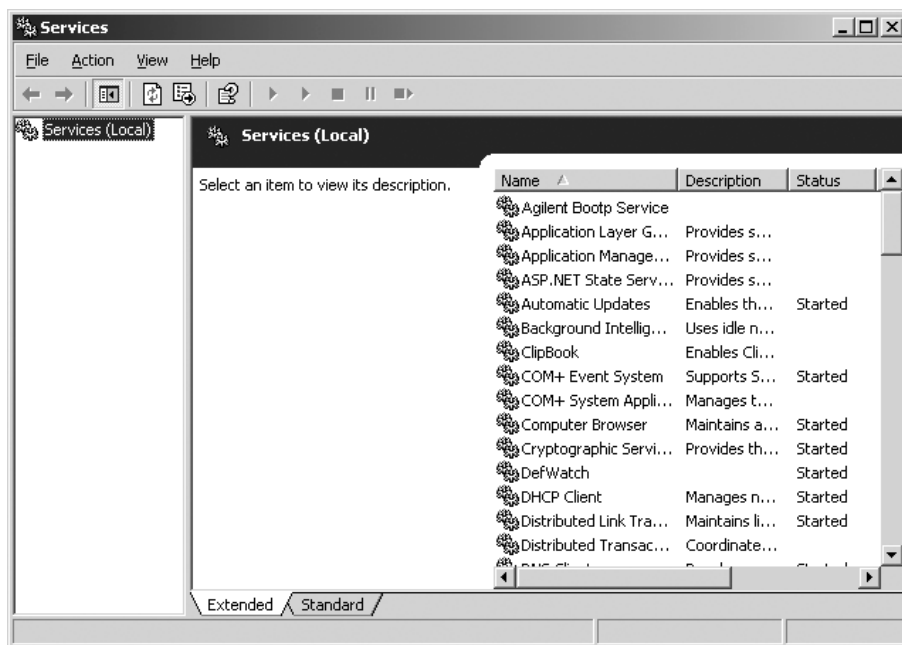 Services
File Action View Help
Services (Local)
Services (Local)
Select an item to view its description.
Name Description Status
Agilent Bootp Service
Application Layer G... Provides s...
Application Manage... Provides s...
ASP.NET State Serv... Provides s...
Automatic Updates Enables th... Started
Background Intellig... Uses idle n...
ClipBook Enables Cli...
COM+ Event System Supports S... Started
COM+ System Appli... Manages t...
Computer Browser Maintains a... Started
Cryptographic Servi... Provides th... Started
DefWatch Started
DHCP Client Manages n... Started
Distributed Link Tra... Maintains li... Started
Distributed Transac... Coordinate...
Extended Standard